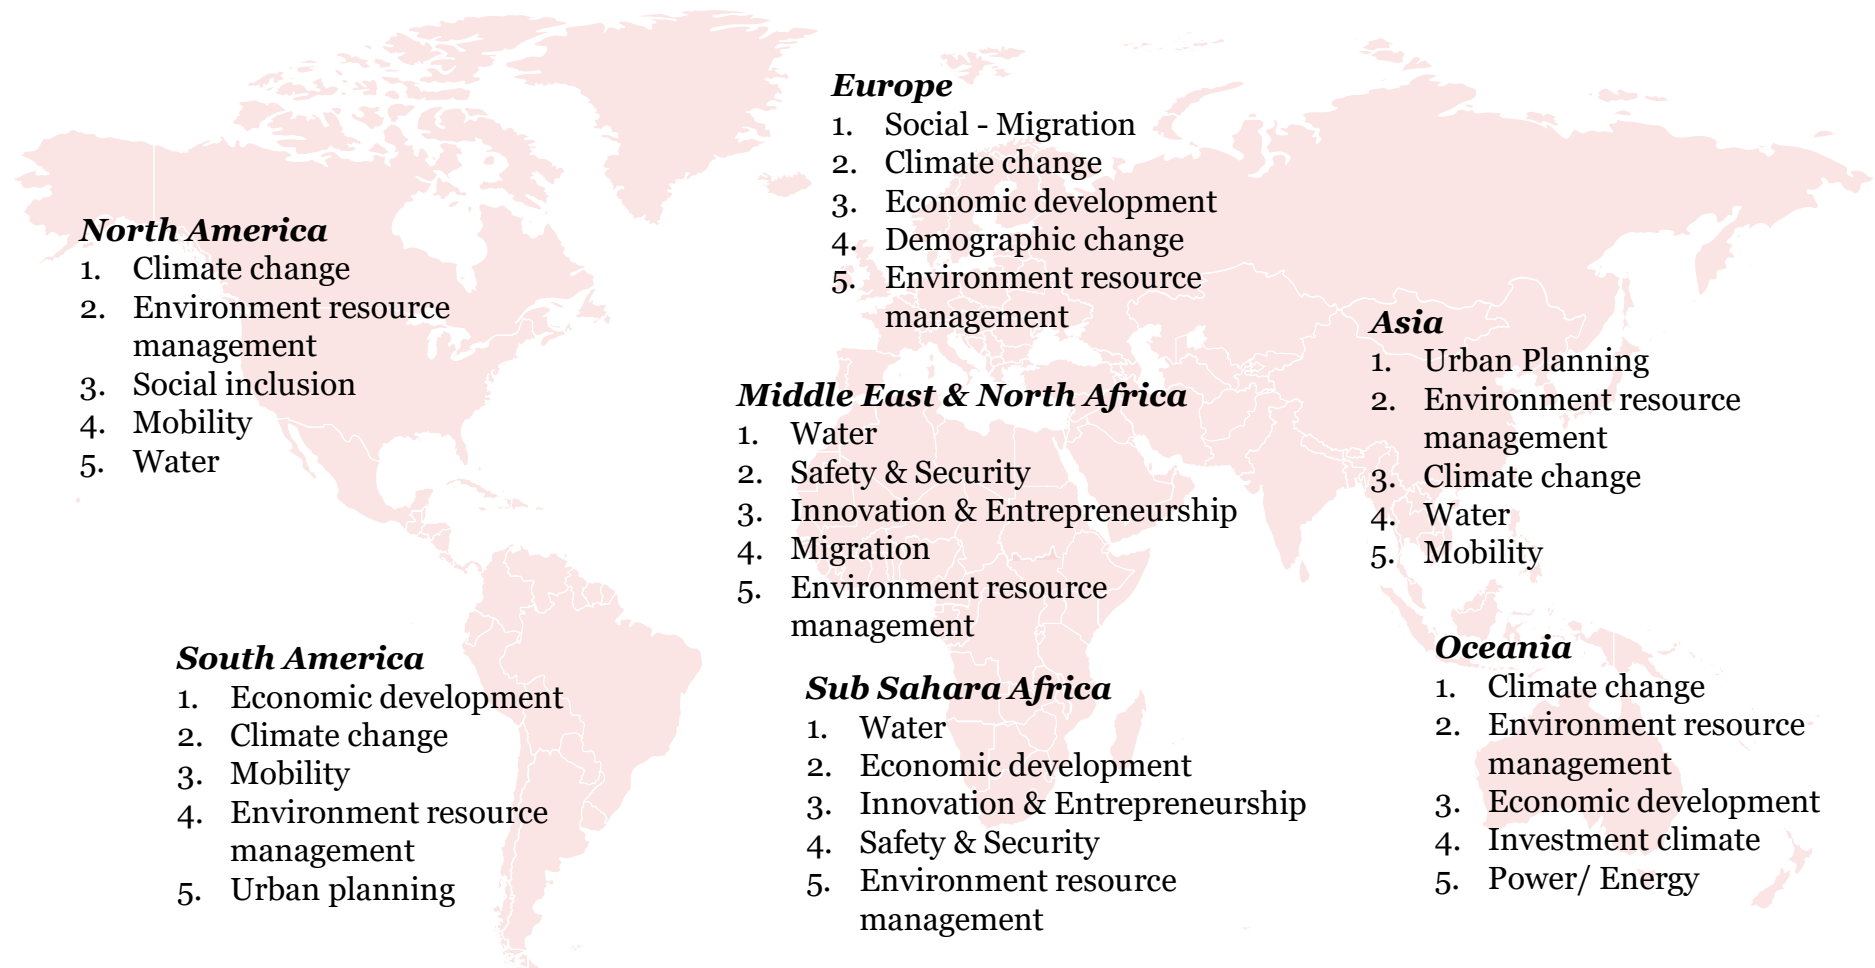 Europe
1. Social - Migration
2. Climate change
3. Economic development
4. Demographic change
5. Environment resource
management
North America
1. Climate change
2. Environment resource
management
3. Social inclusion
4. Mobility
5. Water
Asia
1. Urban Planning
2. Environment resource
management
3. Climate change
4. Water
5. Mobility
Middle East & North Africa
1. Water
2. Safety & Security
3. Innovation & Entrepreneurship
4. Migration
5. Environment resource
management
South America
1. Economic development
2. Climate change
3. Mobility
4. Environment resource
management
5. Urban planning
Sub Sahara Africa
1. Water
2. Economic development
3. Innovation & Entrepreneurship
4. Safety & Security
5. Environment resource
management
Oceania
1. Climate change
2. Environment resource
management
3. Economic development
4. Investment climate
5. Power/ Energy